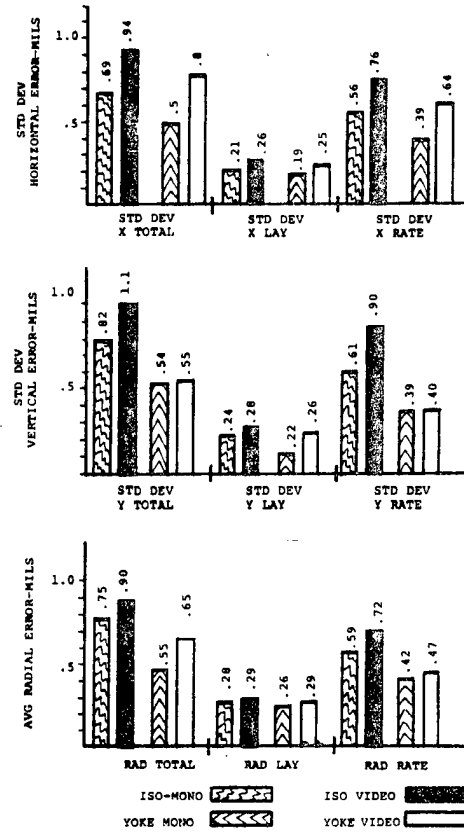 STD DEV
HORIZONTAL ERROR-MILS
1.0
.5
.69
.94
.5
.8
.21
.26
.19
.25
.56
.76
.39
.64
STD DEV
X TOTAL
STD DEV
X LAY
STD DEV
X RATE
STD DEV
VERTICAL ERROR-MILS
1.0
.5
.82
1.1
.54
.55
.24
.28
.22
.26
.61
.90
.39
.40
STD DEV
Y TOTAL
STD DEV
Y LAY
STD DEV
Y RATE
AVG RADIAL ERROR-MILS
1.0
.5
.75
.90
.55
.65
.28
.29
.26
.29
.59
.72
.42
.47
RAD TOTAL
RAD LAY
RAD RATE
ISO-MONO
ISO VIDEO
YOKE MONO
YOKE VIDEO